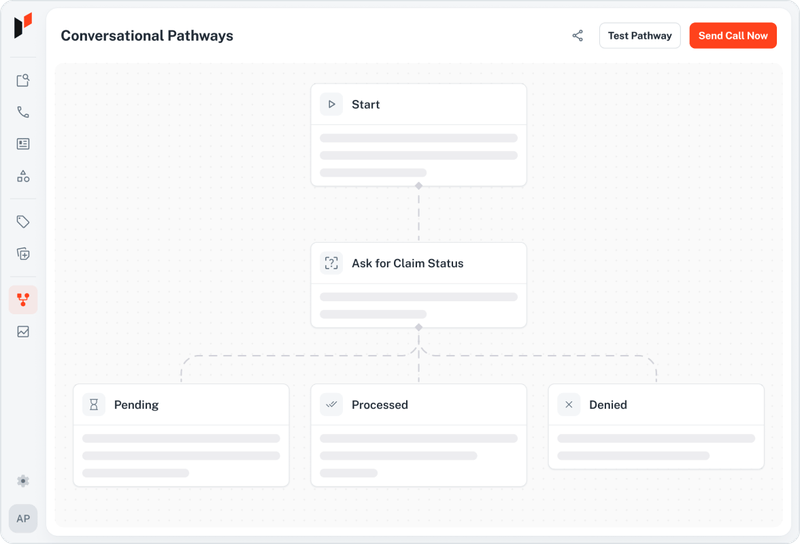 Conversational Pathways
Test Pathway
Send Call Now
Start
Ask for Claim Status
Pending
Processed
Denied
AP